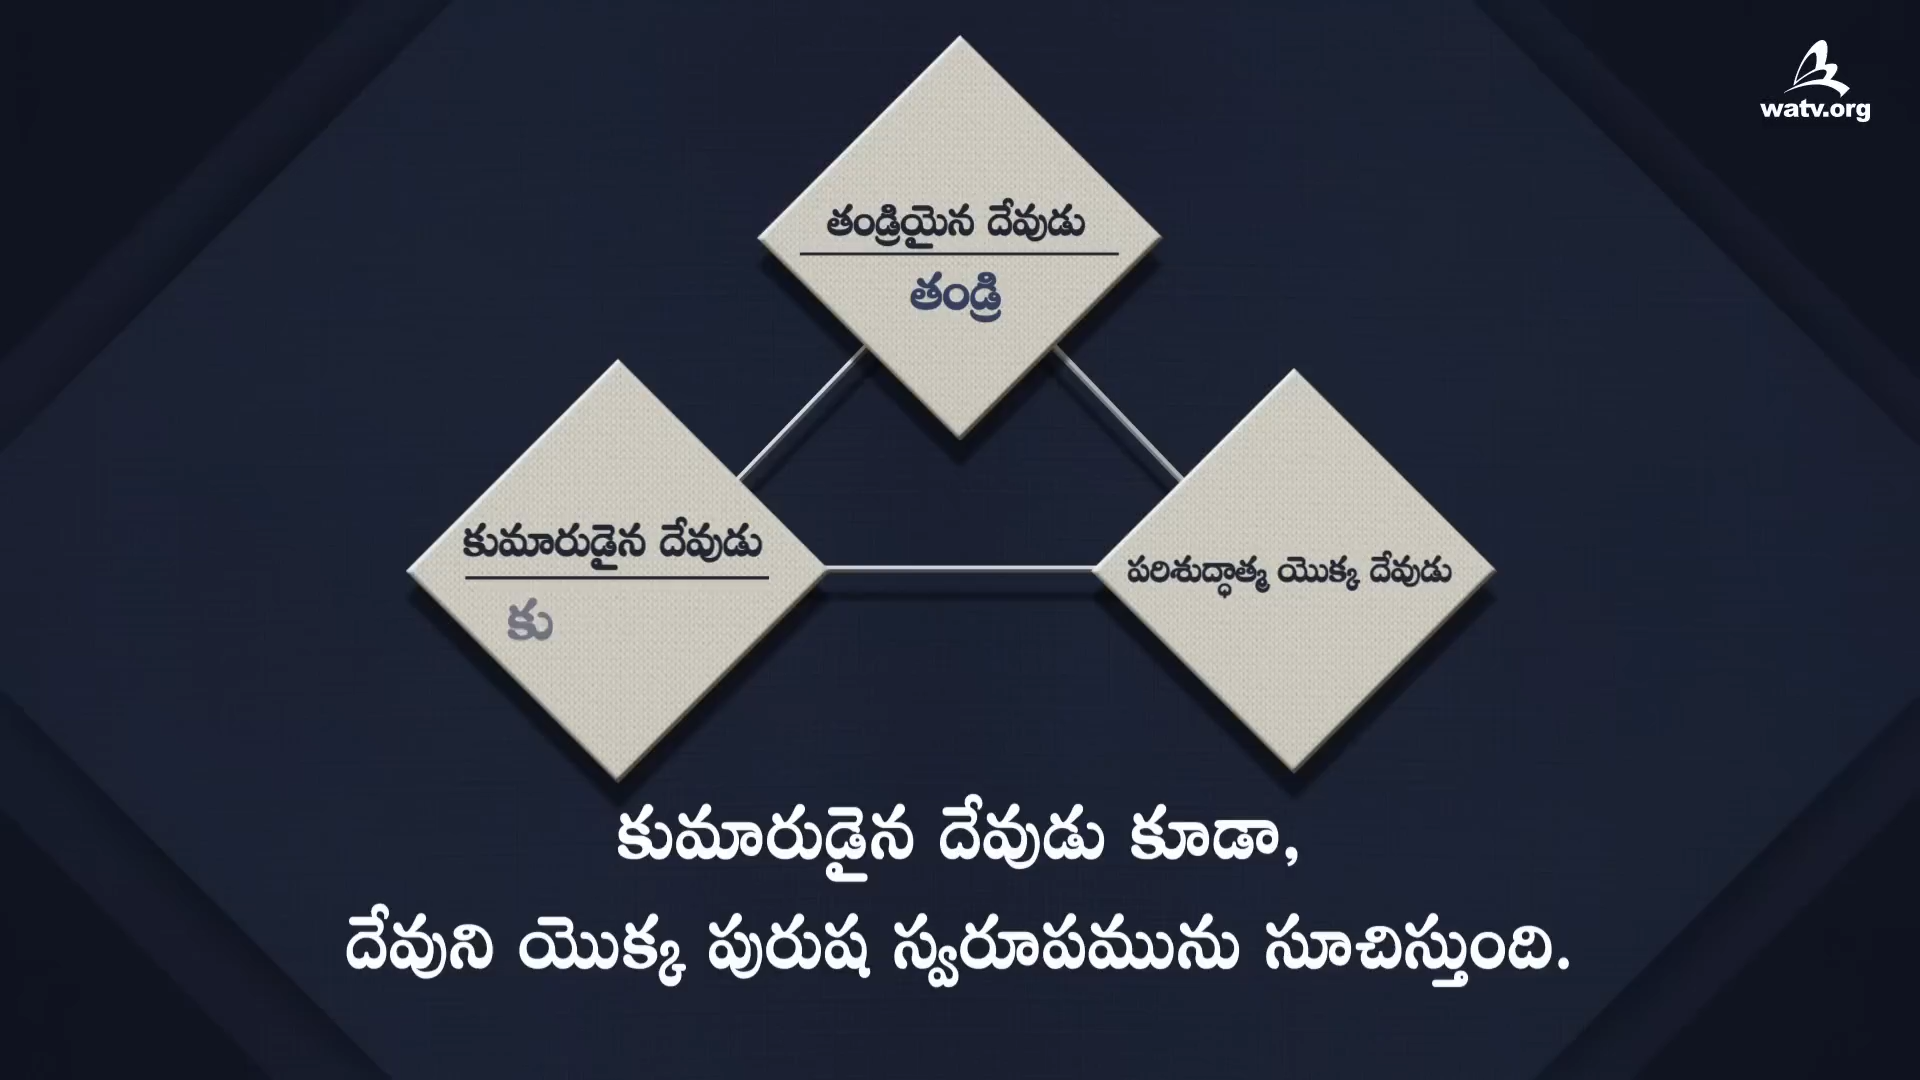 watv.org
తండ్రియైన దేవుడు
తండ్రి
కుమారుడైన దేవుడు
కు
పరిశుద్ధాత్మ యొక్క దేవుడు
కుమారుడైన దేవుడు కూడా,
దేవుని యొక్క పురుష స్వరూపమును సూచిస్తుంది.